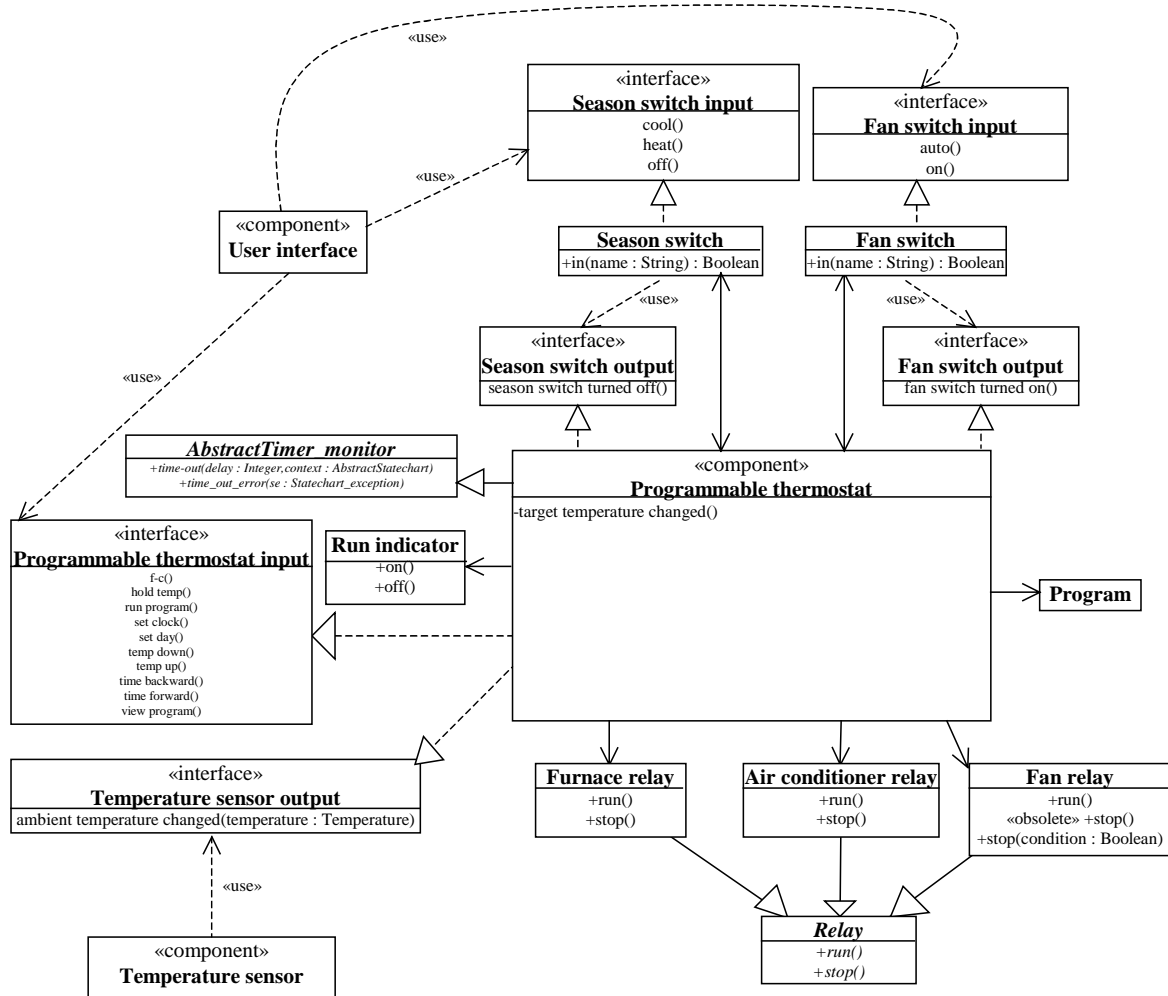 «use»
«interface»
Season switch input
cool()
heat()
off()
«interface»
Fan switch input
auto()
on()
«use»
«component»
User interface
Season switch
+in(name : String) : Boolean
Fan switch
+in(name : String) : Boolean
«use»
«use»
«interface»
Season switch output
season switch turned off()
«interface»
Fan switch output
fan switch turned on()
«use»
AbstractTimer_monitor
+time-out(delay : Integer,context : AbstractStatechart)
+time_out_error(se : Statechart_exception)
«component»
Programmable thermostat
-target temperature changed()
«interface»
Programmable thermostat input
f-c()
hold temp()
run program()
set clock()
set day()
temp down()
temp up()
time backward()
time forward()
view program()
Run indicator
+on()
+off()
Program
«interface»
Temperature sensor output
ambient temperature changed(temperature : Temperature)
Furnace relay
+run()
+stop()
Air conditioner relay
+run()
+stop()
Fan relay
+run()
«obsolete» +stop()
+stop(condition : Boolean)
«use»
Relay
+run()
+stop()
«component»
Temperature sensor